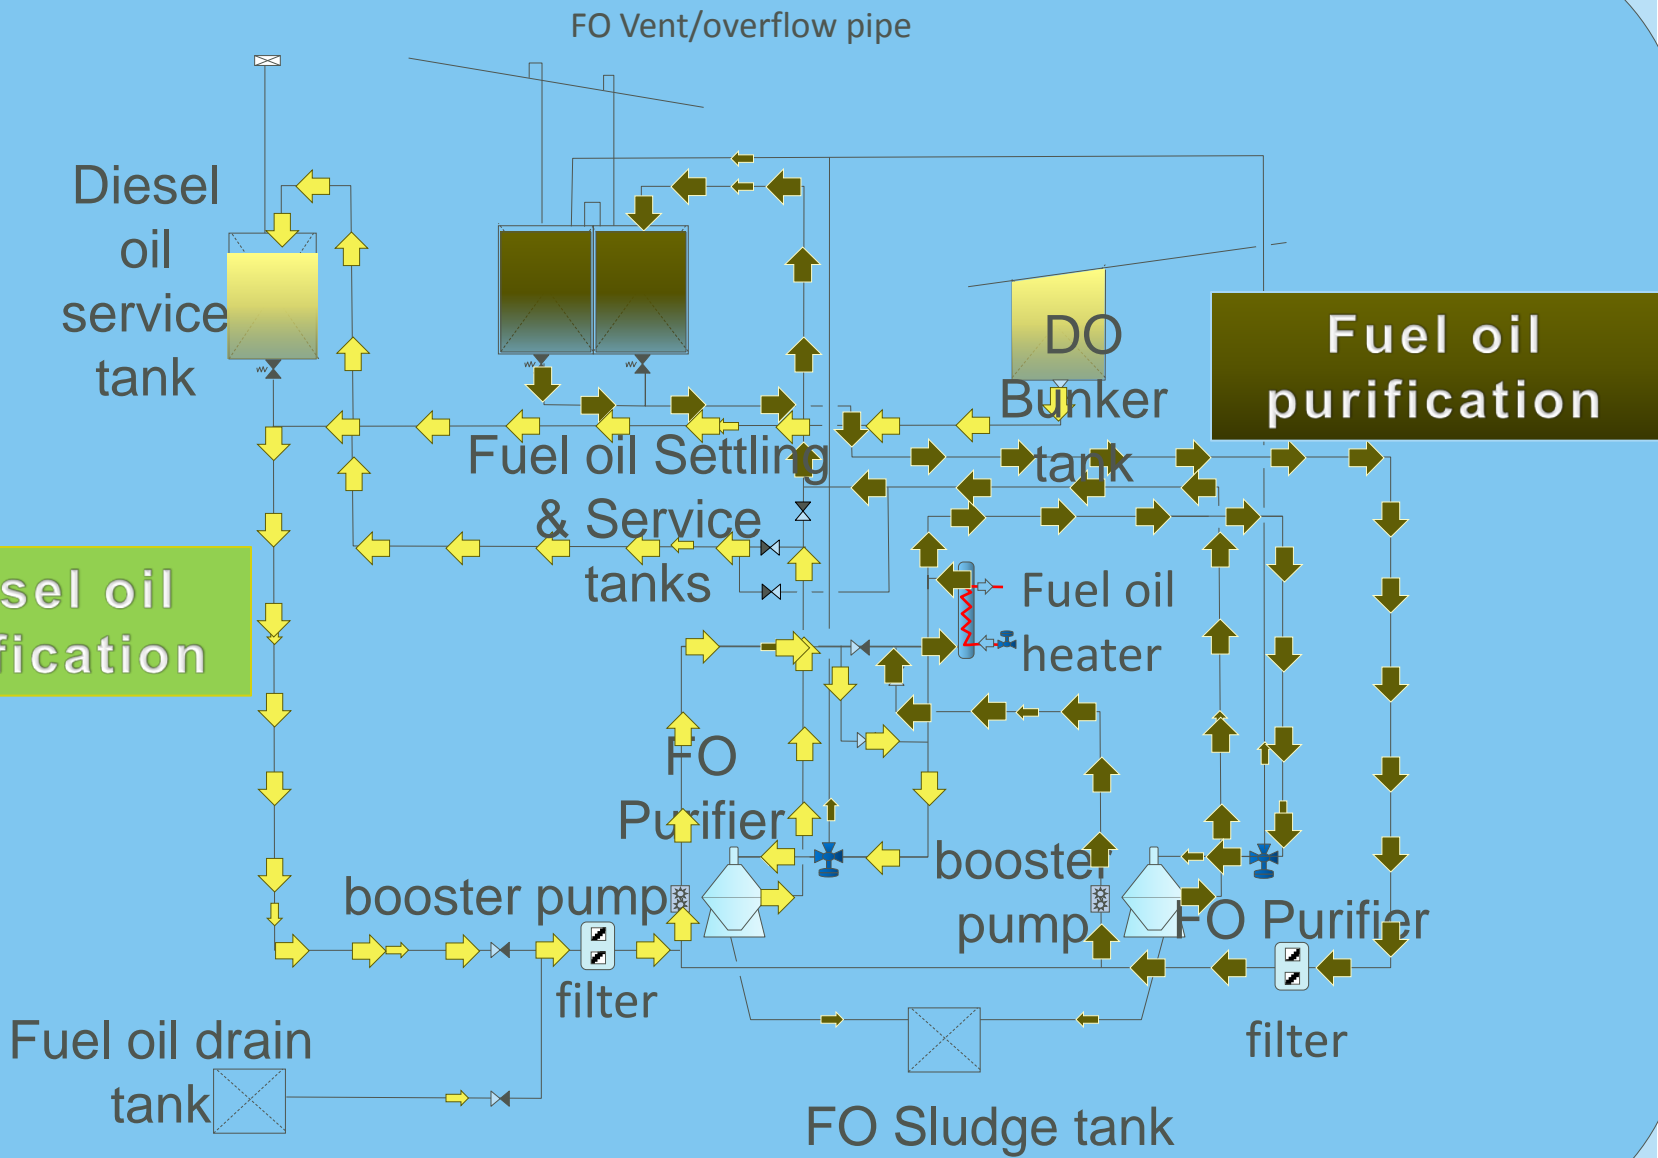 FO Vent/overflow pipe
Diesel
oil
service
tank
DO
Bunker
tank
Fuel oil
purification
Fuel oil Settling
& Service
tanks
sel oil
fication
Fuel oil
heater
FO
Purifier
booster pump
booster
pump
FO Purifier
filter
filter
Fuel oil drain
tank
FO Sludge tank